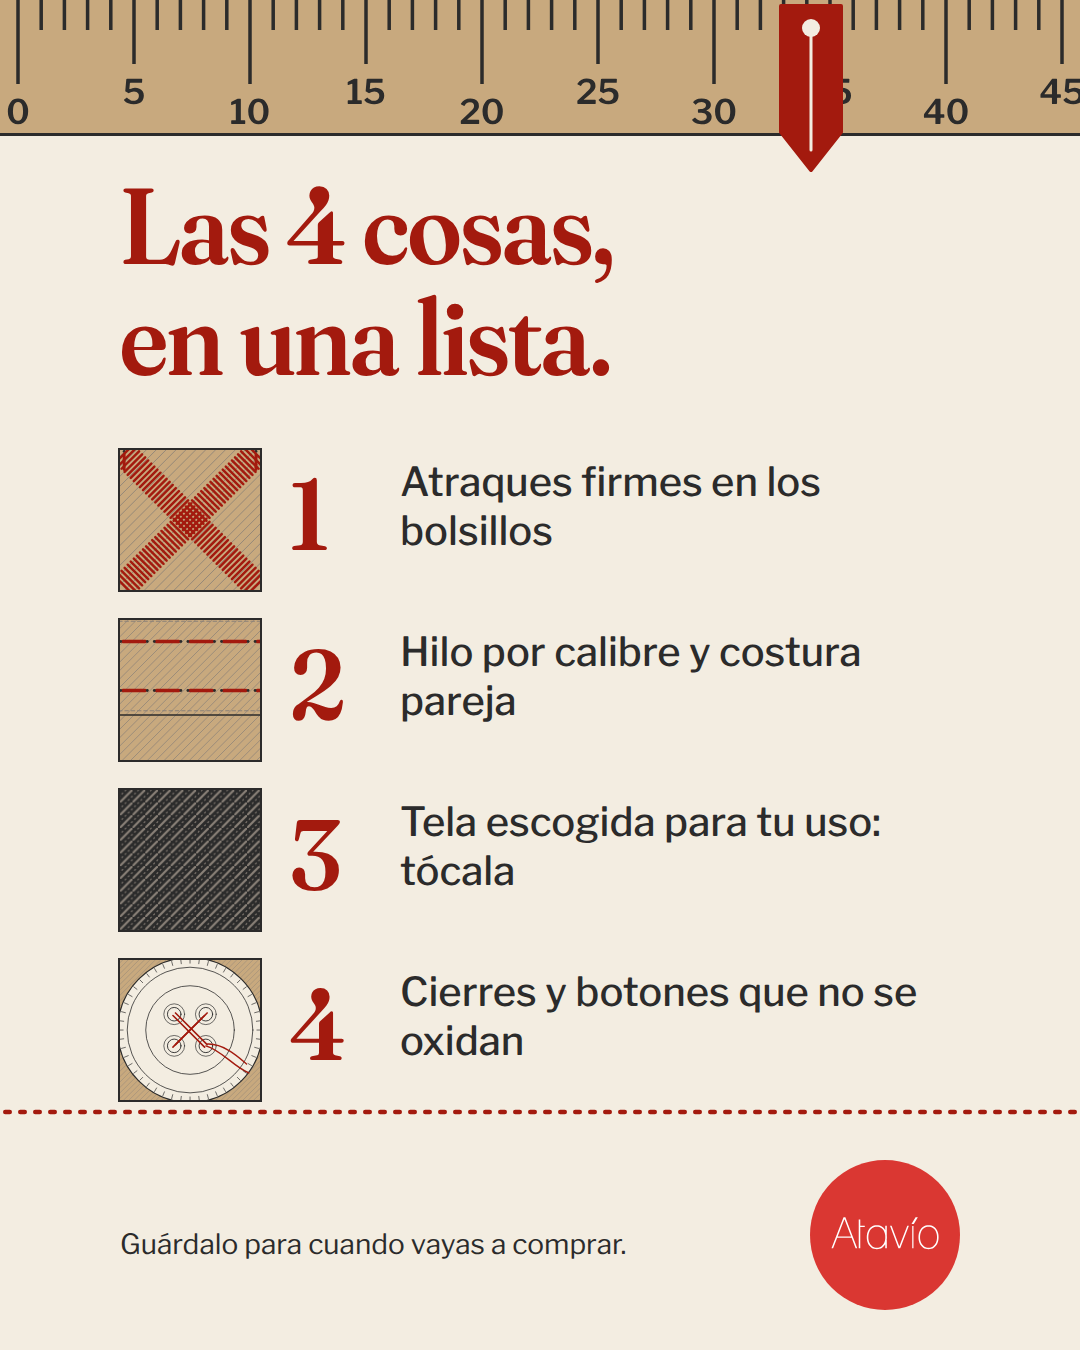 0 5 10 15 20 25 30 40 45
Las 4 cosas,
en una lista.
1 Atraques firmes en los
bolsillos
2 Hilo por calibre y costura
pareja
3 Tela escogida para tu uso:
tócala
4 Cierres y botones que no se
oxidan
Guárdalo para cuando vayas a comprar.
Atavío